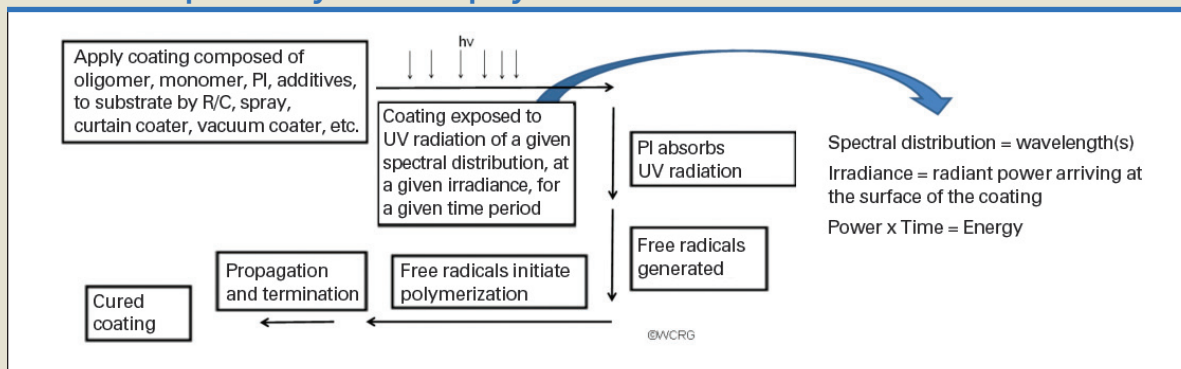 Apply coating composed of
oligomer, monomer, PI, additives,
to substrate by R/C, spray,
curtain coater, vacuum coater, etc.
hν
Coating exposed to
UV radiation of a given
spectral distribution, at
a given irradiance, for
a given time period
PI absorbs
UV radiation
Spectral distribution = wavelength(s)
Irradiance = radiant power arriving at
the surface of the coating
Power x Time = Energy
Free radicals
generated
Free radicals initiate
polymerization
Propagation
and termination
Cured
coating
©WCRG